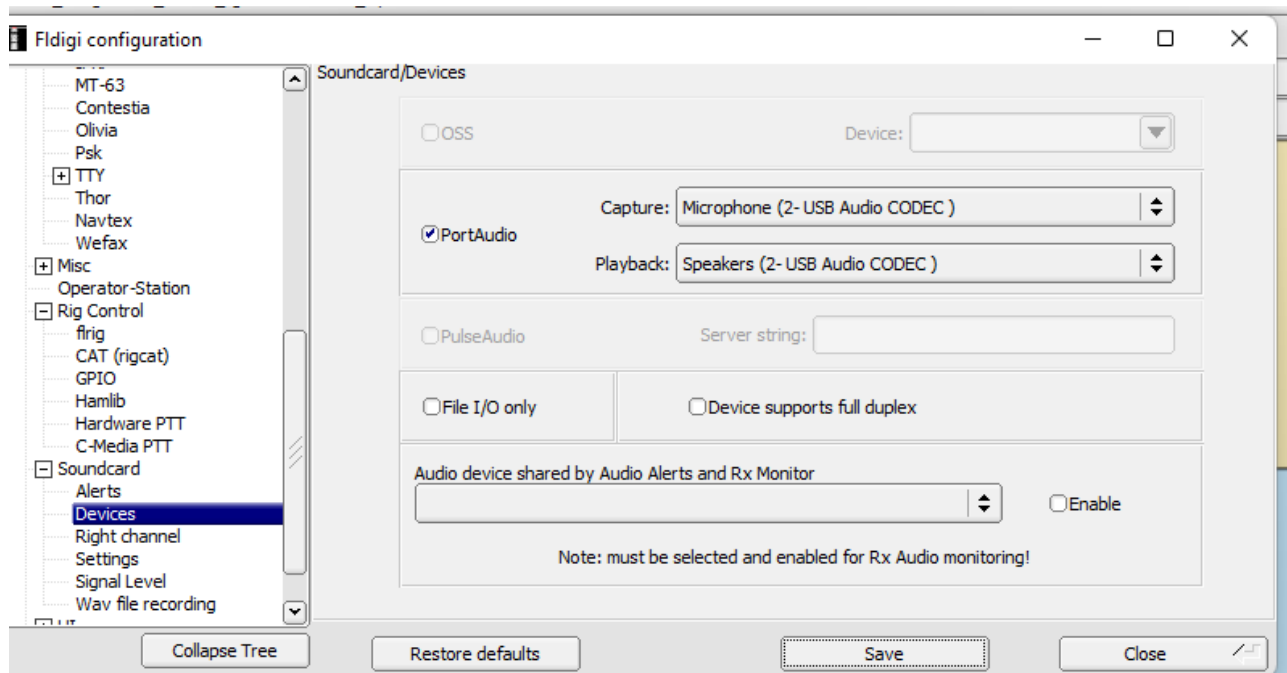 Fldigi configuration
MT-63
Contestia
Olivia
Psk
TTY
Thor
Navtex
Wefax
Misc
Operator-Station
Rig Control
flrig
CAT (rigcat)
GPIO
Hamlib
Hardware PTT
C-Media PTT
Soundcard
Alerts
Devices
Right channel
Settings
Signal Level
Wav file recording
Collapse Tree
Soundcard/Devices
OSS Device:
Capture: Microphone (2- USB Audio CODEC )
PortAudio
Playback: Speakers (2- USB Audio CODEC )
PulseAudio Server string:
File I/O only Device supports full duplex
Audio device shared by Audio Alerts and Rx Monitor
Enable
Note: must be selected and enabled for Rx Audio monitoring!
Restore defaults Save Close